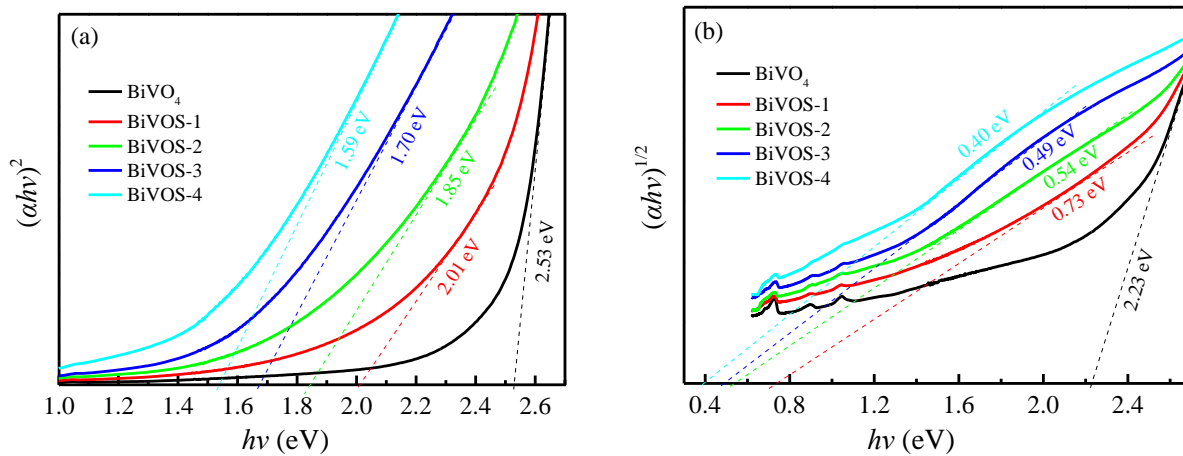 (a)
BiVO4
BiVOS-1
BiVOS-2
BiVOS-3
BiVOS-4
1.59 eV
1.70 eV
1.85 eV
2.01 eV
2.53 eV
(αhν)2
1.0 1.2 1.4 1.6 1.8 2.0 2.2 2.4 2.6
hν (eV)
(b)
BiVO4
BiVOS-1
BiVOS-2
BiVOS-3
BiVOS-4
0.40 eV
0.49 eV
0.54 eV
0.73 eV
2.23 eV
(αhν)1/2
0.4 0.8 1.2 1.6 2.0 2.4
hν (eV)